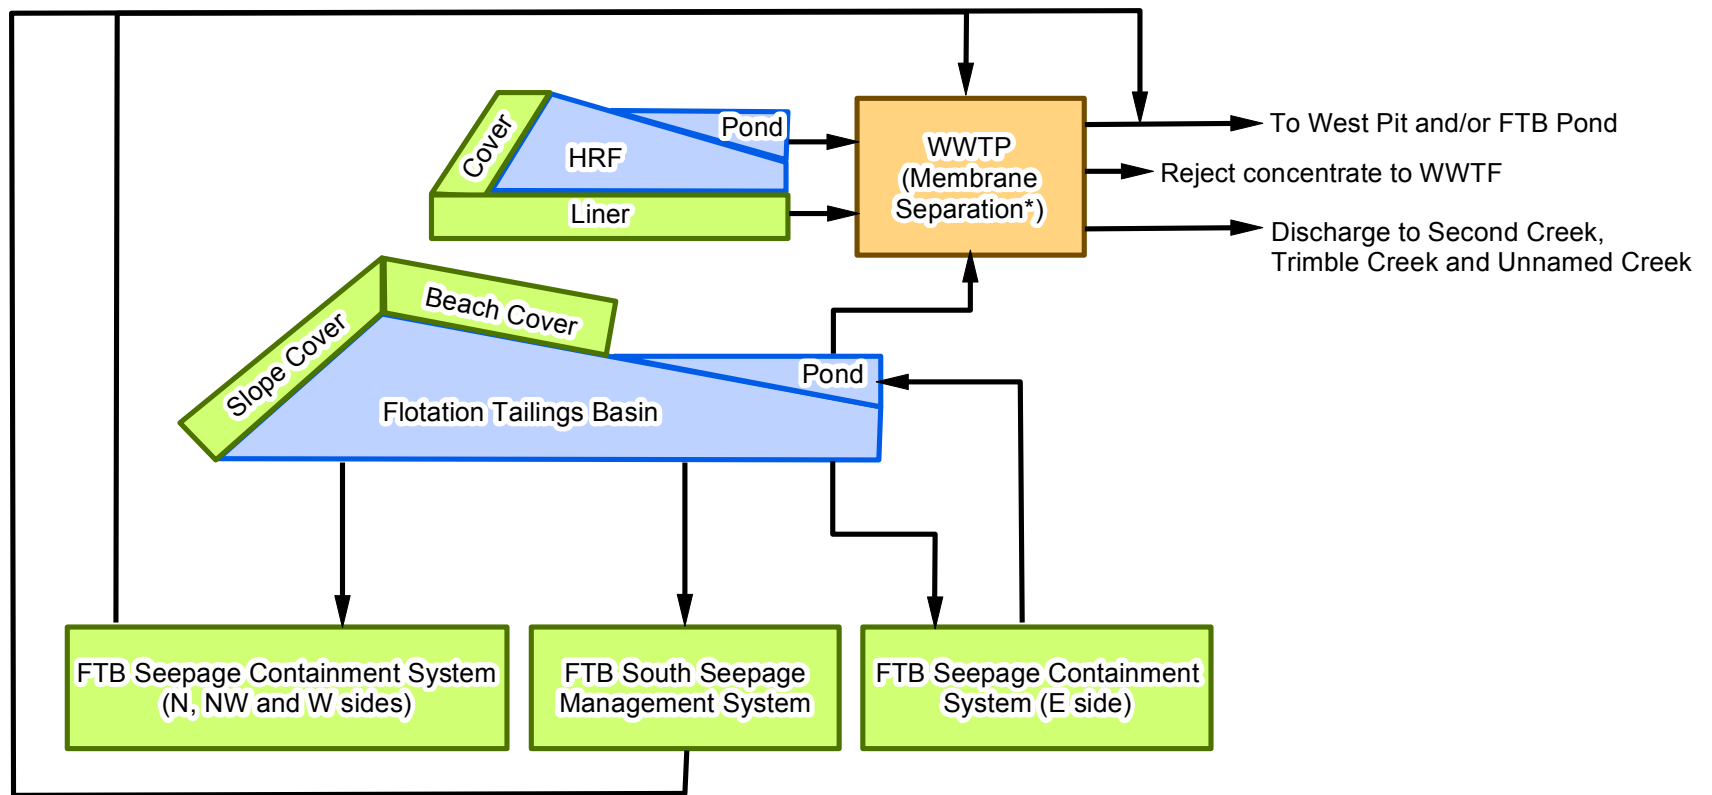 Cover
HRF
Pond
Liner
WWTP
(Membrane
Separation*)
To West Pit and/or FTB Pond
Reject concentrate to WWTF
Discharge to Second Creek,
Trimble Creek and Unnamed Creek
Slope Cover
Beach Cover
Pond
Flotation Tailings Basin
FTB Seepage Containment System
(N, NW and W sides)
FTB South Seepage
Management System
FTB Seepage Containment
System (E side)